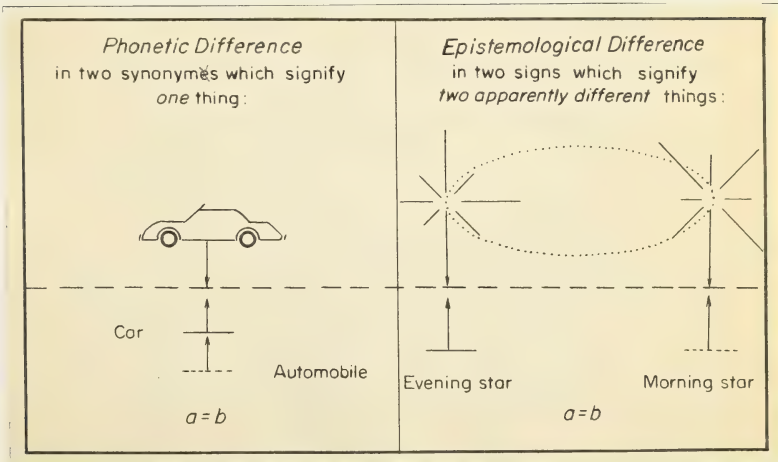 Phonetic Difference
in two synonymes which signify
one thing:
Car
Automobile
a = b
Epistemological Difference
in two signs which signify
two apparently different things:
Evening star
Morning star
a = b